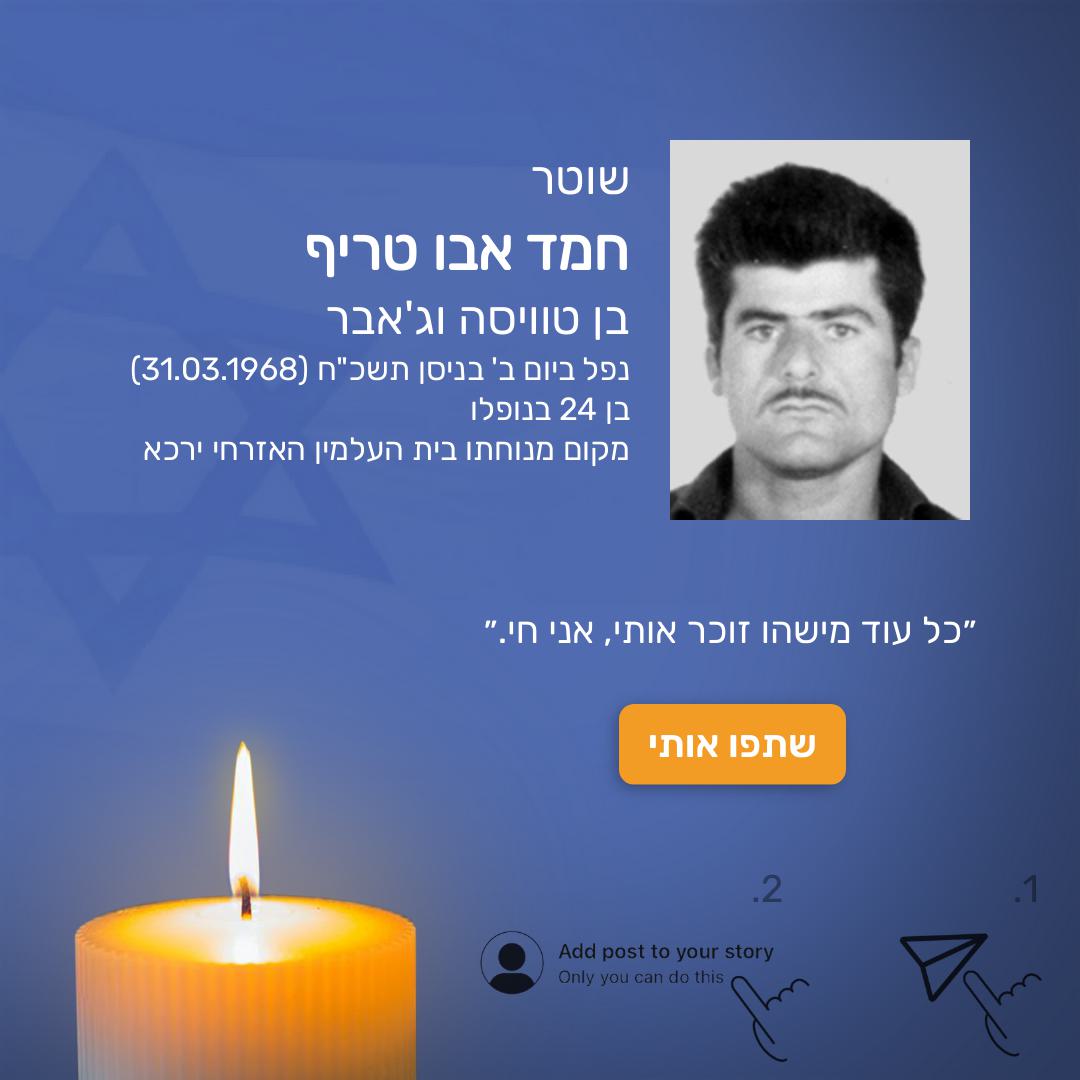 שוטר
חמד אבו טריף
בן טוויסה וג'אבר
נפל ביום ב' בניסן תשכ"ח (31.03.1968)
בן 24 בנופלו
מקום מנוחתו בית העלמין האזרחי ירכא
״כל עוד מישהו זוכר אותי, אני חי.״
שתפו אותי
.1
.2
Add post to your story
Only you can do this